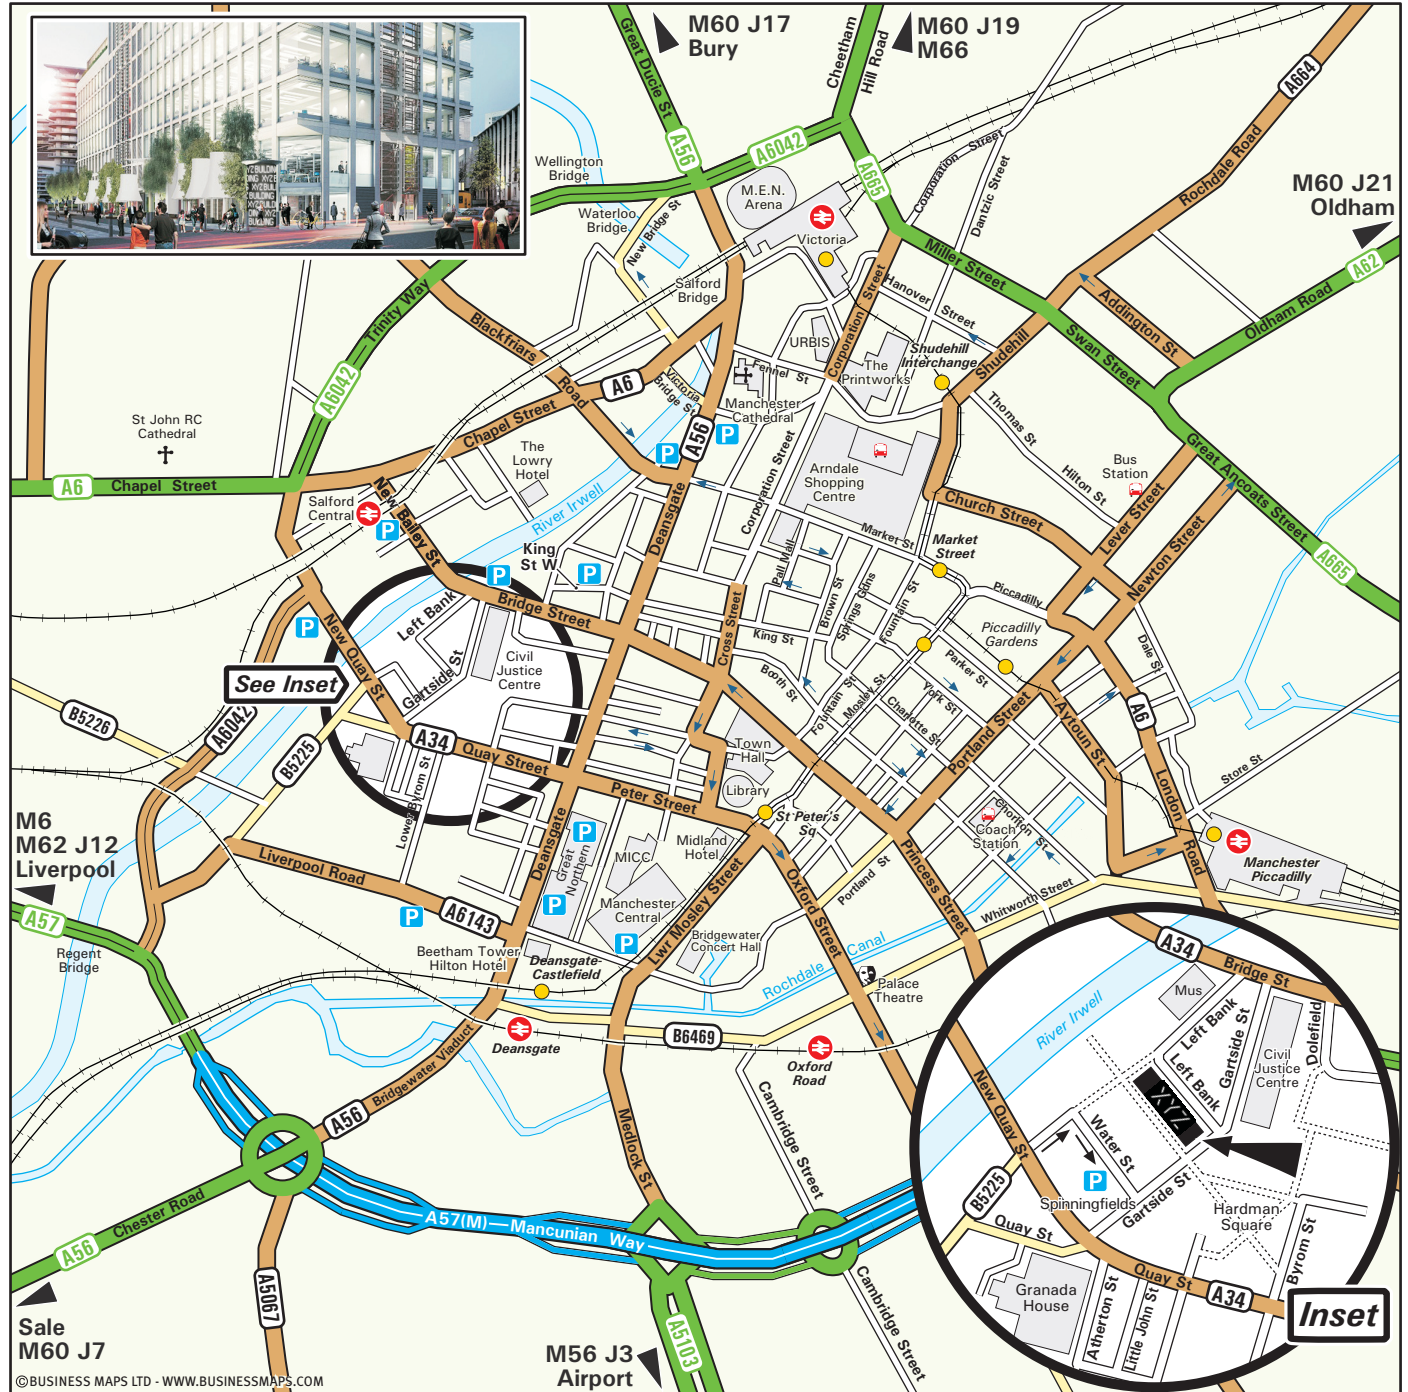 M60 J17
Bury
M60 J19
M66
Great Ducie St
Cheetham
Hill Road
A56
A6042
A665
A664
Rochdale Road
M60 J21
Oldham
A62
Oldham Road
XYZ BUILDING
Wellington
Bridge
Waterloo
Bridge
New Bridge St
M.E.N.
Arena
Victoria
Corporation Street
Dantzic Street
Miller Street
Salford
Bridge
Hanover Street
Corporation Street
URBIS
The
Printworks
Shudehill
Interchange
Shudehill
Addington St
Swan Street
Trinity Way
A6042
Blackfriars
Road
A6
Victoria
Bridge St
Fennel St
Manchester
Cathedral
Thomas St
Great Ancoats Street
A665
St John RC
Cathedral
A6
Chapel Street
Chapel Street
The
Lowry
Hotel
P
P
A56
Arndale
Shopping
Centre
Corporation Street
Hilton St
Bus
Station
Church Street
Lever Street
Newton Street
Salford
Central
P
New Bailey St
River Irwell
King
St W
P
P
Deansgate
Market St
Market
Street
Pall Mall
Brown St
Springs Gdns
Fountain St
Piccadilly
Piccadilly
Gardens
Dale St
Left Bank
Bridge Street
Cross Street
King St
Booth St
Fountain St
Mosley St
Parker St
York St
Charlotte St
Portland Street
Aytoun St
A6
London
Road
Store St
P
New Quay St
See Inset
Gartside St
Civil
Justice
Centre
B5226
A6042
B5225
A34
Quay Street
Peter Street
Town
Hall
Library
St Peter's
Sq
Chorlton St
Coach
Station
Manchester
Piccadilly
M6
M62 J12
Liverpool
A57
Regent
Bridge
Liverpool Road
Lower Byrom St
A6143
P
Deansgate
Great
Northern
P
P
MICC
Midland
Hotel
Manchester
Central
P
Lwr Mosley Street
Bridgewater
Concert Hall
Oxford Street
Portland St
Princess Street
Whitworth Street
Rochdale Canal
Palace
Theatre
Beetham Tower
Hilton Hotel
Deansgate-
Castlefield
Deansgate
B6469
Oxford
Road
Bridgewater Viaduct
A56
Chester Road
A56
A5067
A57(M)—Mancunian Way
Medlock St
Cambridge Street
Cambridge Street
A5103
Sale
M60 J7
M56 J3
Airport
A34
Bridge St
Mus
River Irwell
Left Bank
Left Bank
Gartside St
Civil
Justice
Centre
Dolefield
XYZ
New Quay St
Water St
P
Spinningfields
B5225
Gartside St
Hardman
Square
Quay St
Quay St
A34
Byrom St
Granada
House
Atherton St
Little John St
Inset
©BUSINESS MAPS LTD - WWW.BUSINESSMAPS.COM